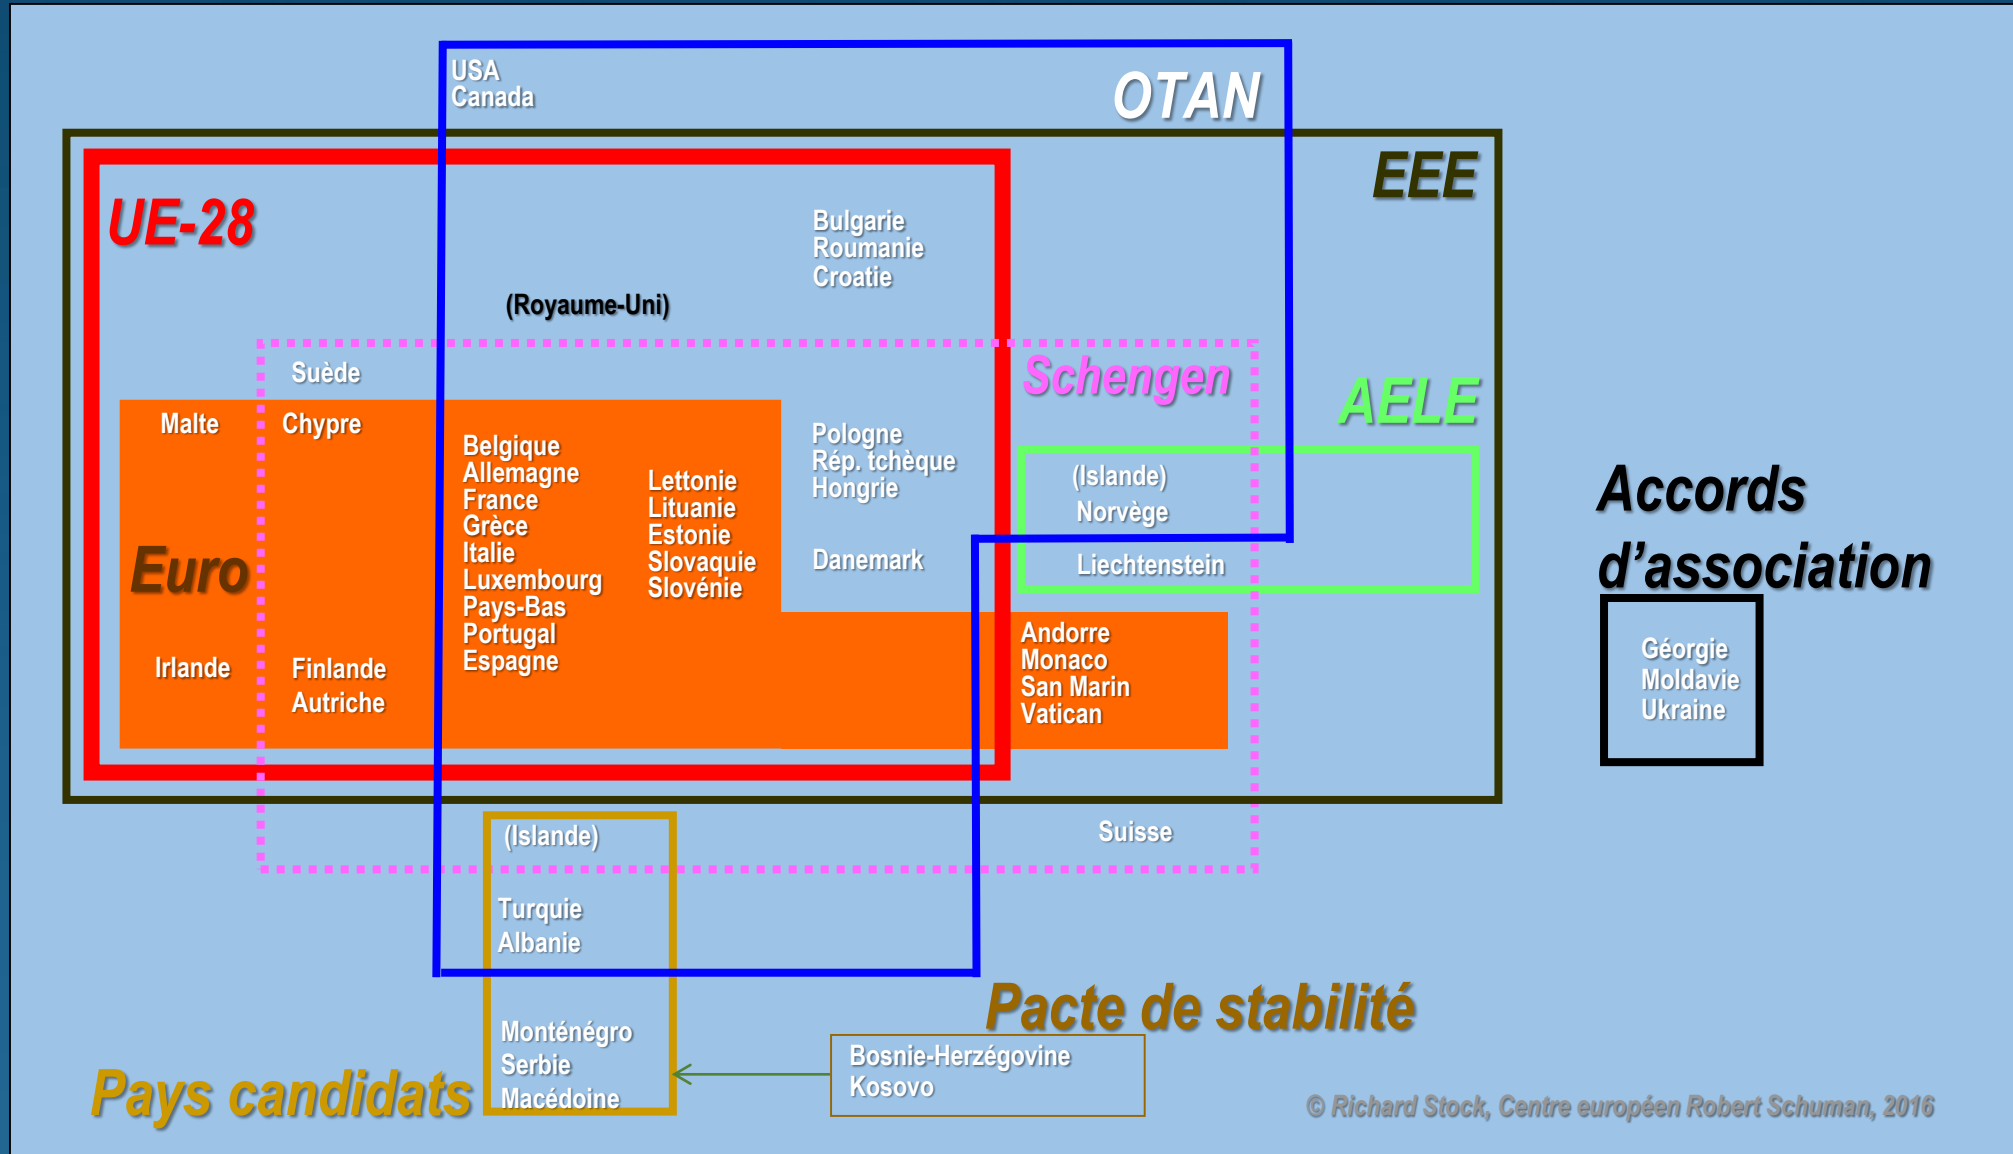 USA
Canada
OTAN
EEE
UE-28
Bulgarie
Roumanie
Croatie
(Royaume-Uni)
Suède
Schengen
AELE
Malte
Chypre
Belgique
Allemagne
France
Grèce
Italie
Luxembourg
Pays-Bas
Portugal
Espagne
Lettonie
Lituanie
Estonie
Slovaquie
Slovénie
Pologne
Rép. tchèque
Hongrie
Danemark
(Islande)
Norvège
Liechtenstein
Euro
Irlande
Finlande
Autriche
Andorre
Monaco
San Marin
Vatican
Accords
d’association
Géorgie
Moldavie
Ukraine
(Islande)
Suisse
Turquie
Albanie
Monténégro
Serbie
Macédoine
Pays candidats
Pacte de stabilité
Bosnie-Herzégovine
Kosovo
© Richard Stock, Centre européen Robert Schuman, 2016